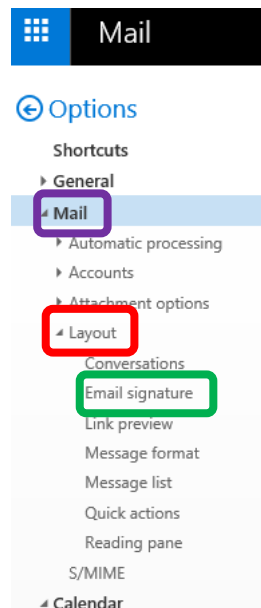 Mail
Options
Shortcuts
General
Mail
Automatic processing
Accounts
Attachment options
Layout
Conversations
Email signature
Link preview
Message format
Message list
Quick actions
Reading pane
S/MIME
Calendar